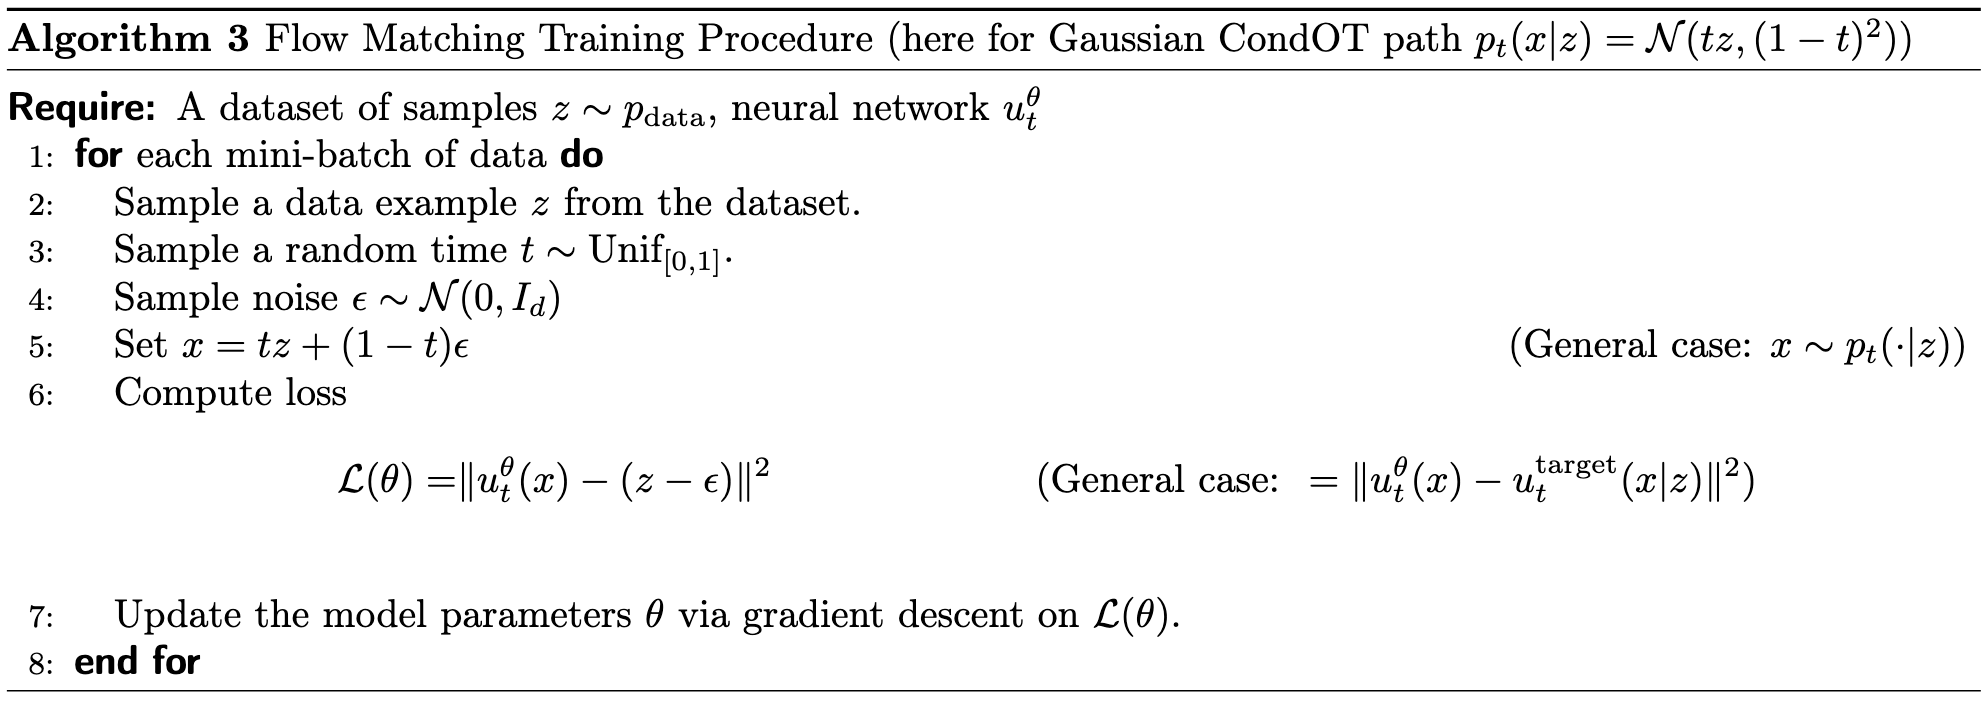 Algorithm 3 Flow Matching Training Procedure (here for Gaussian CondOT path $p_t(x|z) = \mathcal{N}(tz, (1-t)^2)$)
Require: A dataset of samples $z \sim p_{\text{data}}$, neural network $u_t^\theta$
1: for each mini-batch of data do
2: Sample a data example $z$ from the dataset.
3: Sample a random time $t \sim \text{Unif}_{[0,1]}$.
4: Sample noise $\epsilon \sim \mathcal{N}(0, I_d)$
5: Set $x = tz + (1-t)\epsilon$ (General case: $x \sim p_t(\cdot|z)$)
6: Compute loss
$\mathcal{L}(\theta) = \|u_t^\theta(x) - (z - \epsilon)\|^2$ (General case: $= \|u_t^\theta(x) - u_t^{\text{target}}(x|z)\|^2$)
7: Update the model parameters $\theta$ via gradient descent on $\mathcal{L}(\theta)$.
8: end for